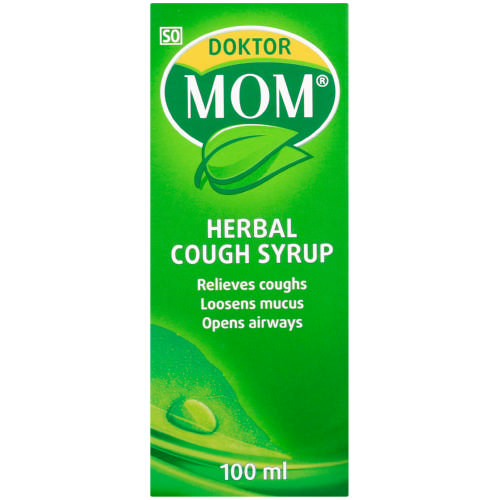 S0
DOKTOR
MOM®
HERBAL
COUGH SYRUP
Relieves coughs
Loosens mucus
Opens airways
100 ml